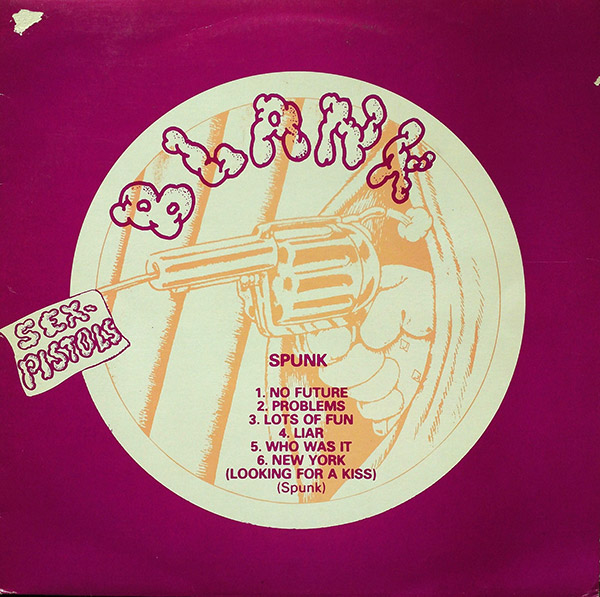 BLANK
SEX-
PISTOLS
SPUNK
1. NO FUTURE
2. PROBLEMS
3. LOTS OF FUN
4. LIAR
5. WHO WAS IT
6. NEW YORK
(LOOKING FOR A KISS)
(Spunk)